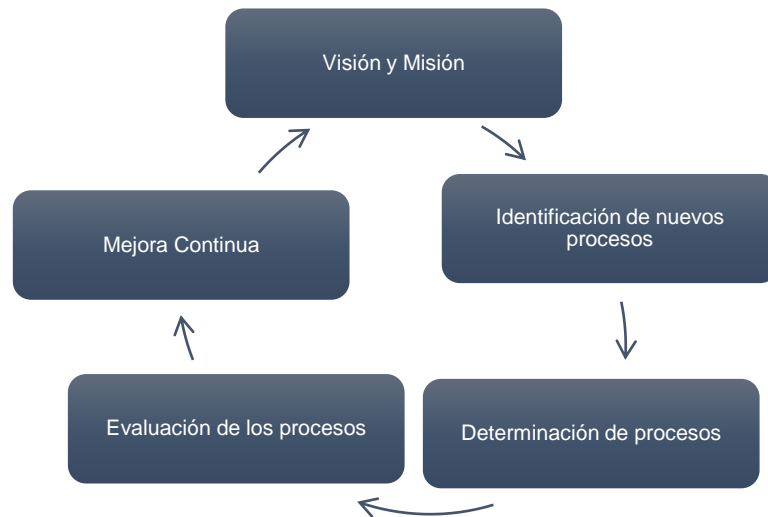 Visión y Misión
Identificación de nuevos
procesos
Determinación de procesos
Evaluación de los procesos
Mejora Continua